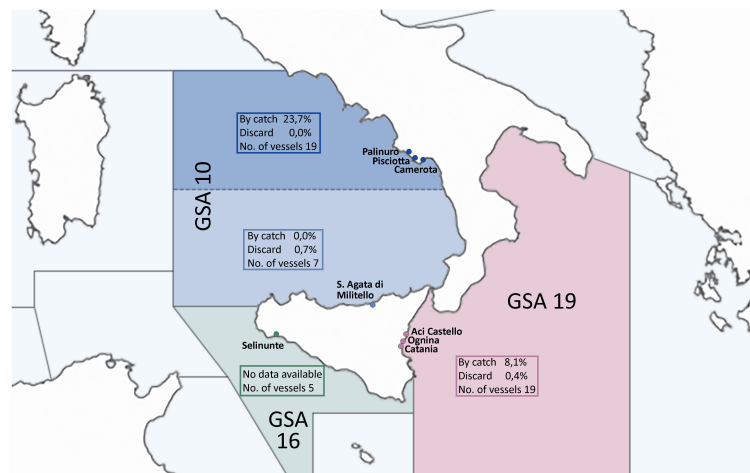 By catch 23,7%
Discard 0,0%
No. of vessels 19
Palinuro
Pisciotta
Camerota
GSA 10
By catch 0,0%
Discard 0,7%
No. of vessels 7
S. Agata di
Militello
GSA 19
Aci Castello
Ognina
Catania
Selinunte
By catch 8,1%
Discard 0,4%
No. of vessels 19
No data available
No. of vessels 5
GSA
16